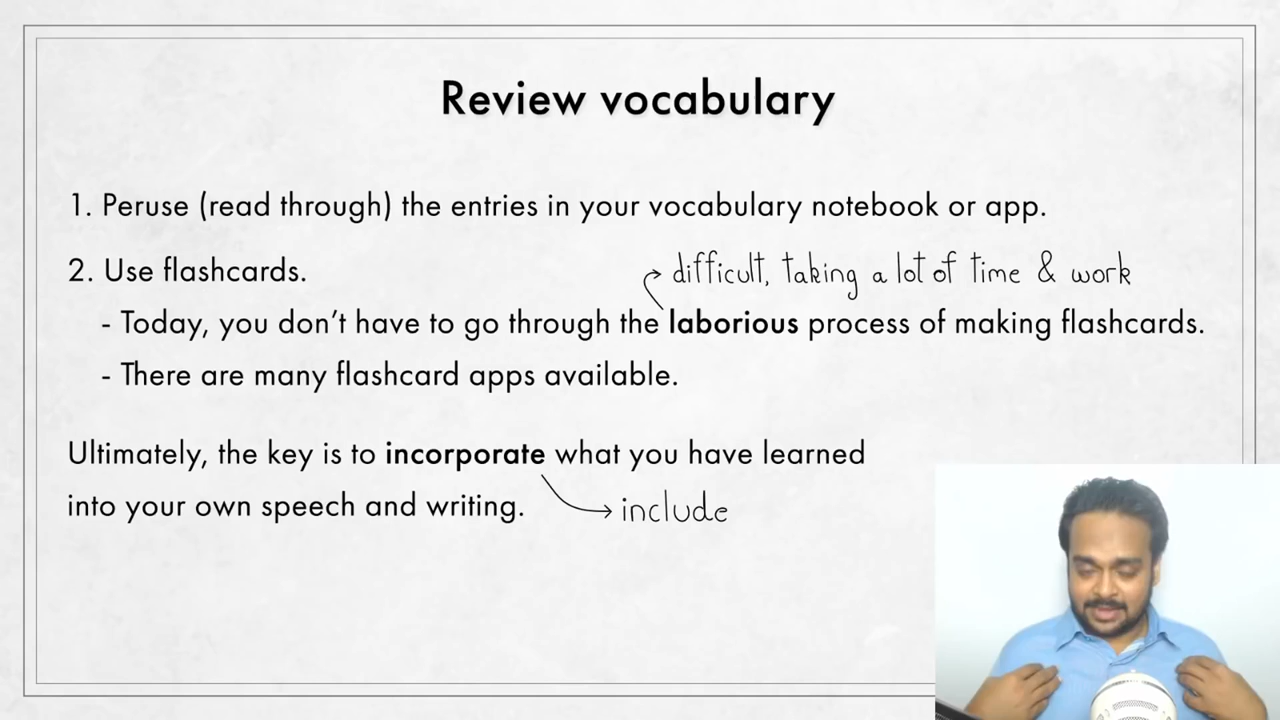 Review vocabulary
1. Peruse (read through) the entries in your vocabulary notebook or app.
2. Use flashcards.
difficult, taking a lot of time & work
- Today, you don't have to go through the laborious process of making flashcards.
- There are many flashcard apps available.
Ultimately, the key is to incorporate what you have learned
into your own speech and writing.
include